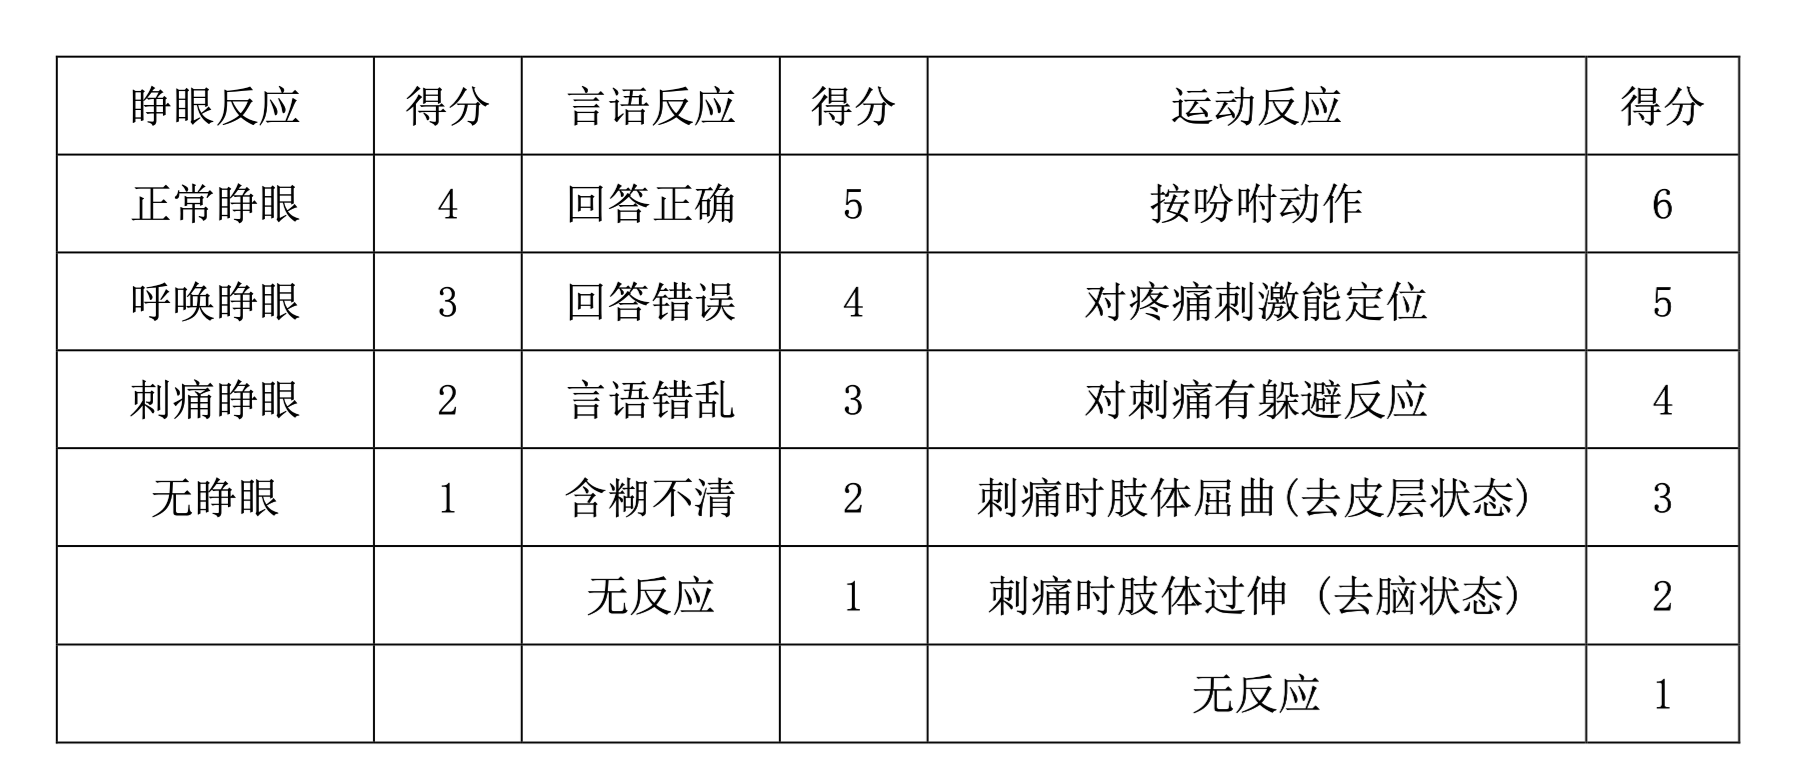 睁眼反应 得分 言语反应 得分 运动反应 得分
正常睁眼 4 回答正确 5 按吩咐动作 6
呼唤睁眼 3 回答错误 4 对疼痛刺激能定位 5
刺痛睁眼 2 言语错乱 3 对刺痛有躲避反应 4
无睁眼 1 含糊不清 2 刺痛时肢体屈曲(去皮层状态) 3
无反应 1 刺痛时肢体过伸 (去脑状态) 2
无反应 1